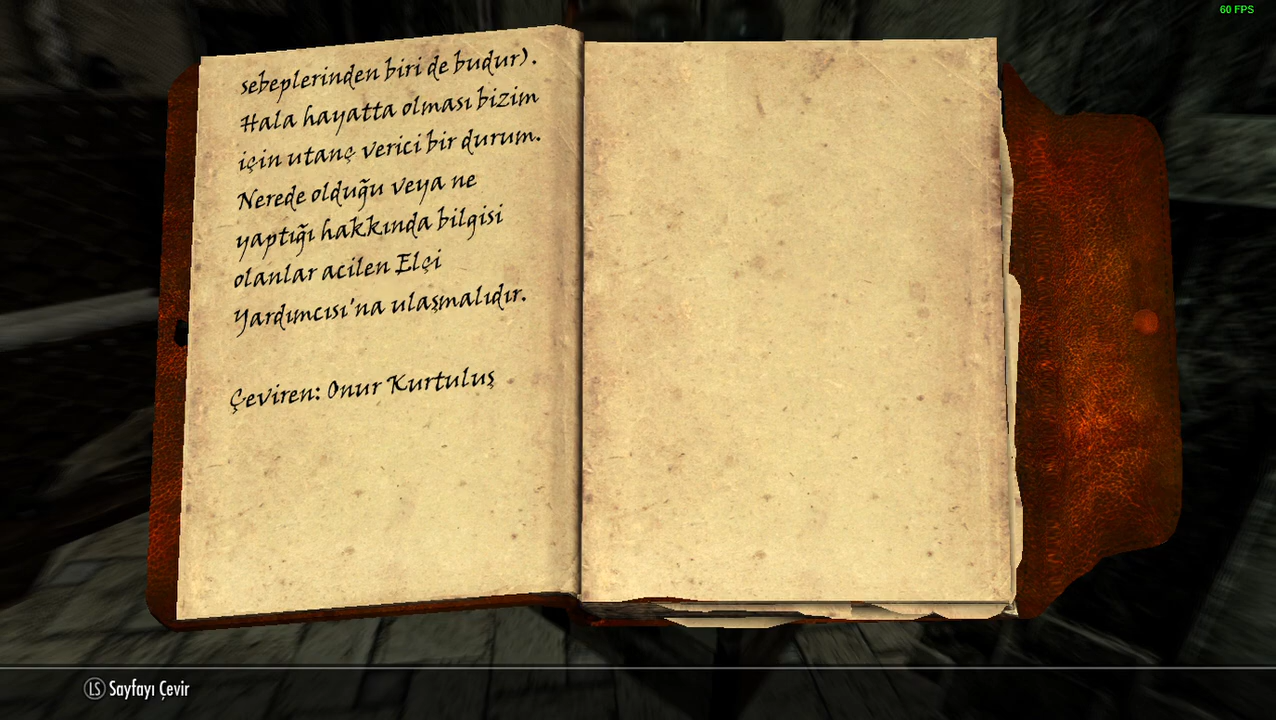 60 FPS
sebeplerinden biri de budur).
Hala hayatta olması bizim
için utanç verici bir durum.
Nerede olduğu veya ne
yaptığı hakkında bilgisi
olanlar acilen Elçi
Yardımcısı'na ulaşmalıdır.
Çeviren: Onur Kurtuluş
LS Sayfayı Çevir